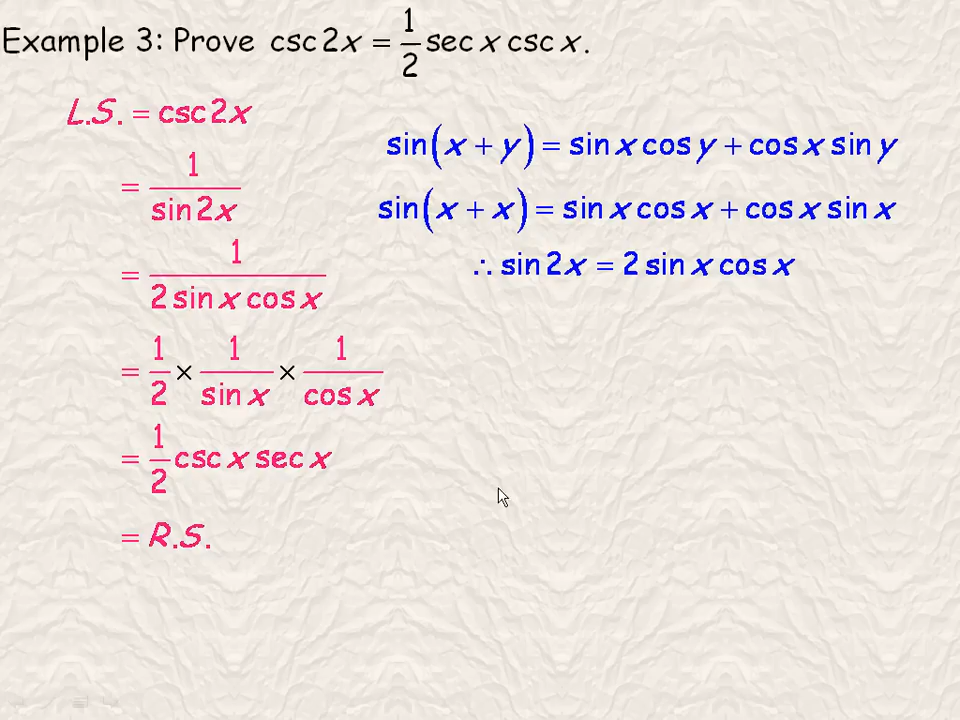 Example 3: Prove csc 2x = 1/2 sec x csc x.
L.S. = csc 2x
= 1/sin 2x
= 1/(2 sin x cos x)
= 1/2 × 1/sin x × 1/cos x
= 1/2 csc x sec x
= R.S.
sin(x + y) = sin x cos y + cos x sin y
sin(x + x) = sin x cos x + cos x sin x
∴ sin 2x = 2 sin x cos x